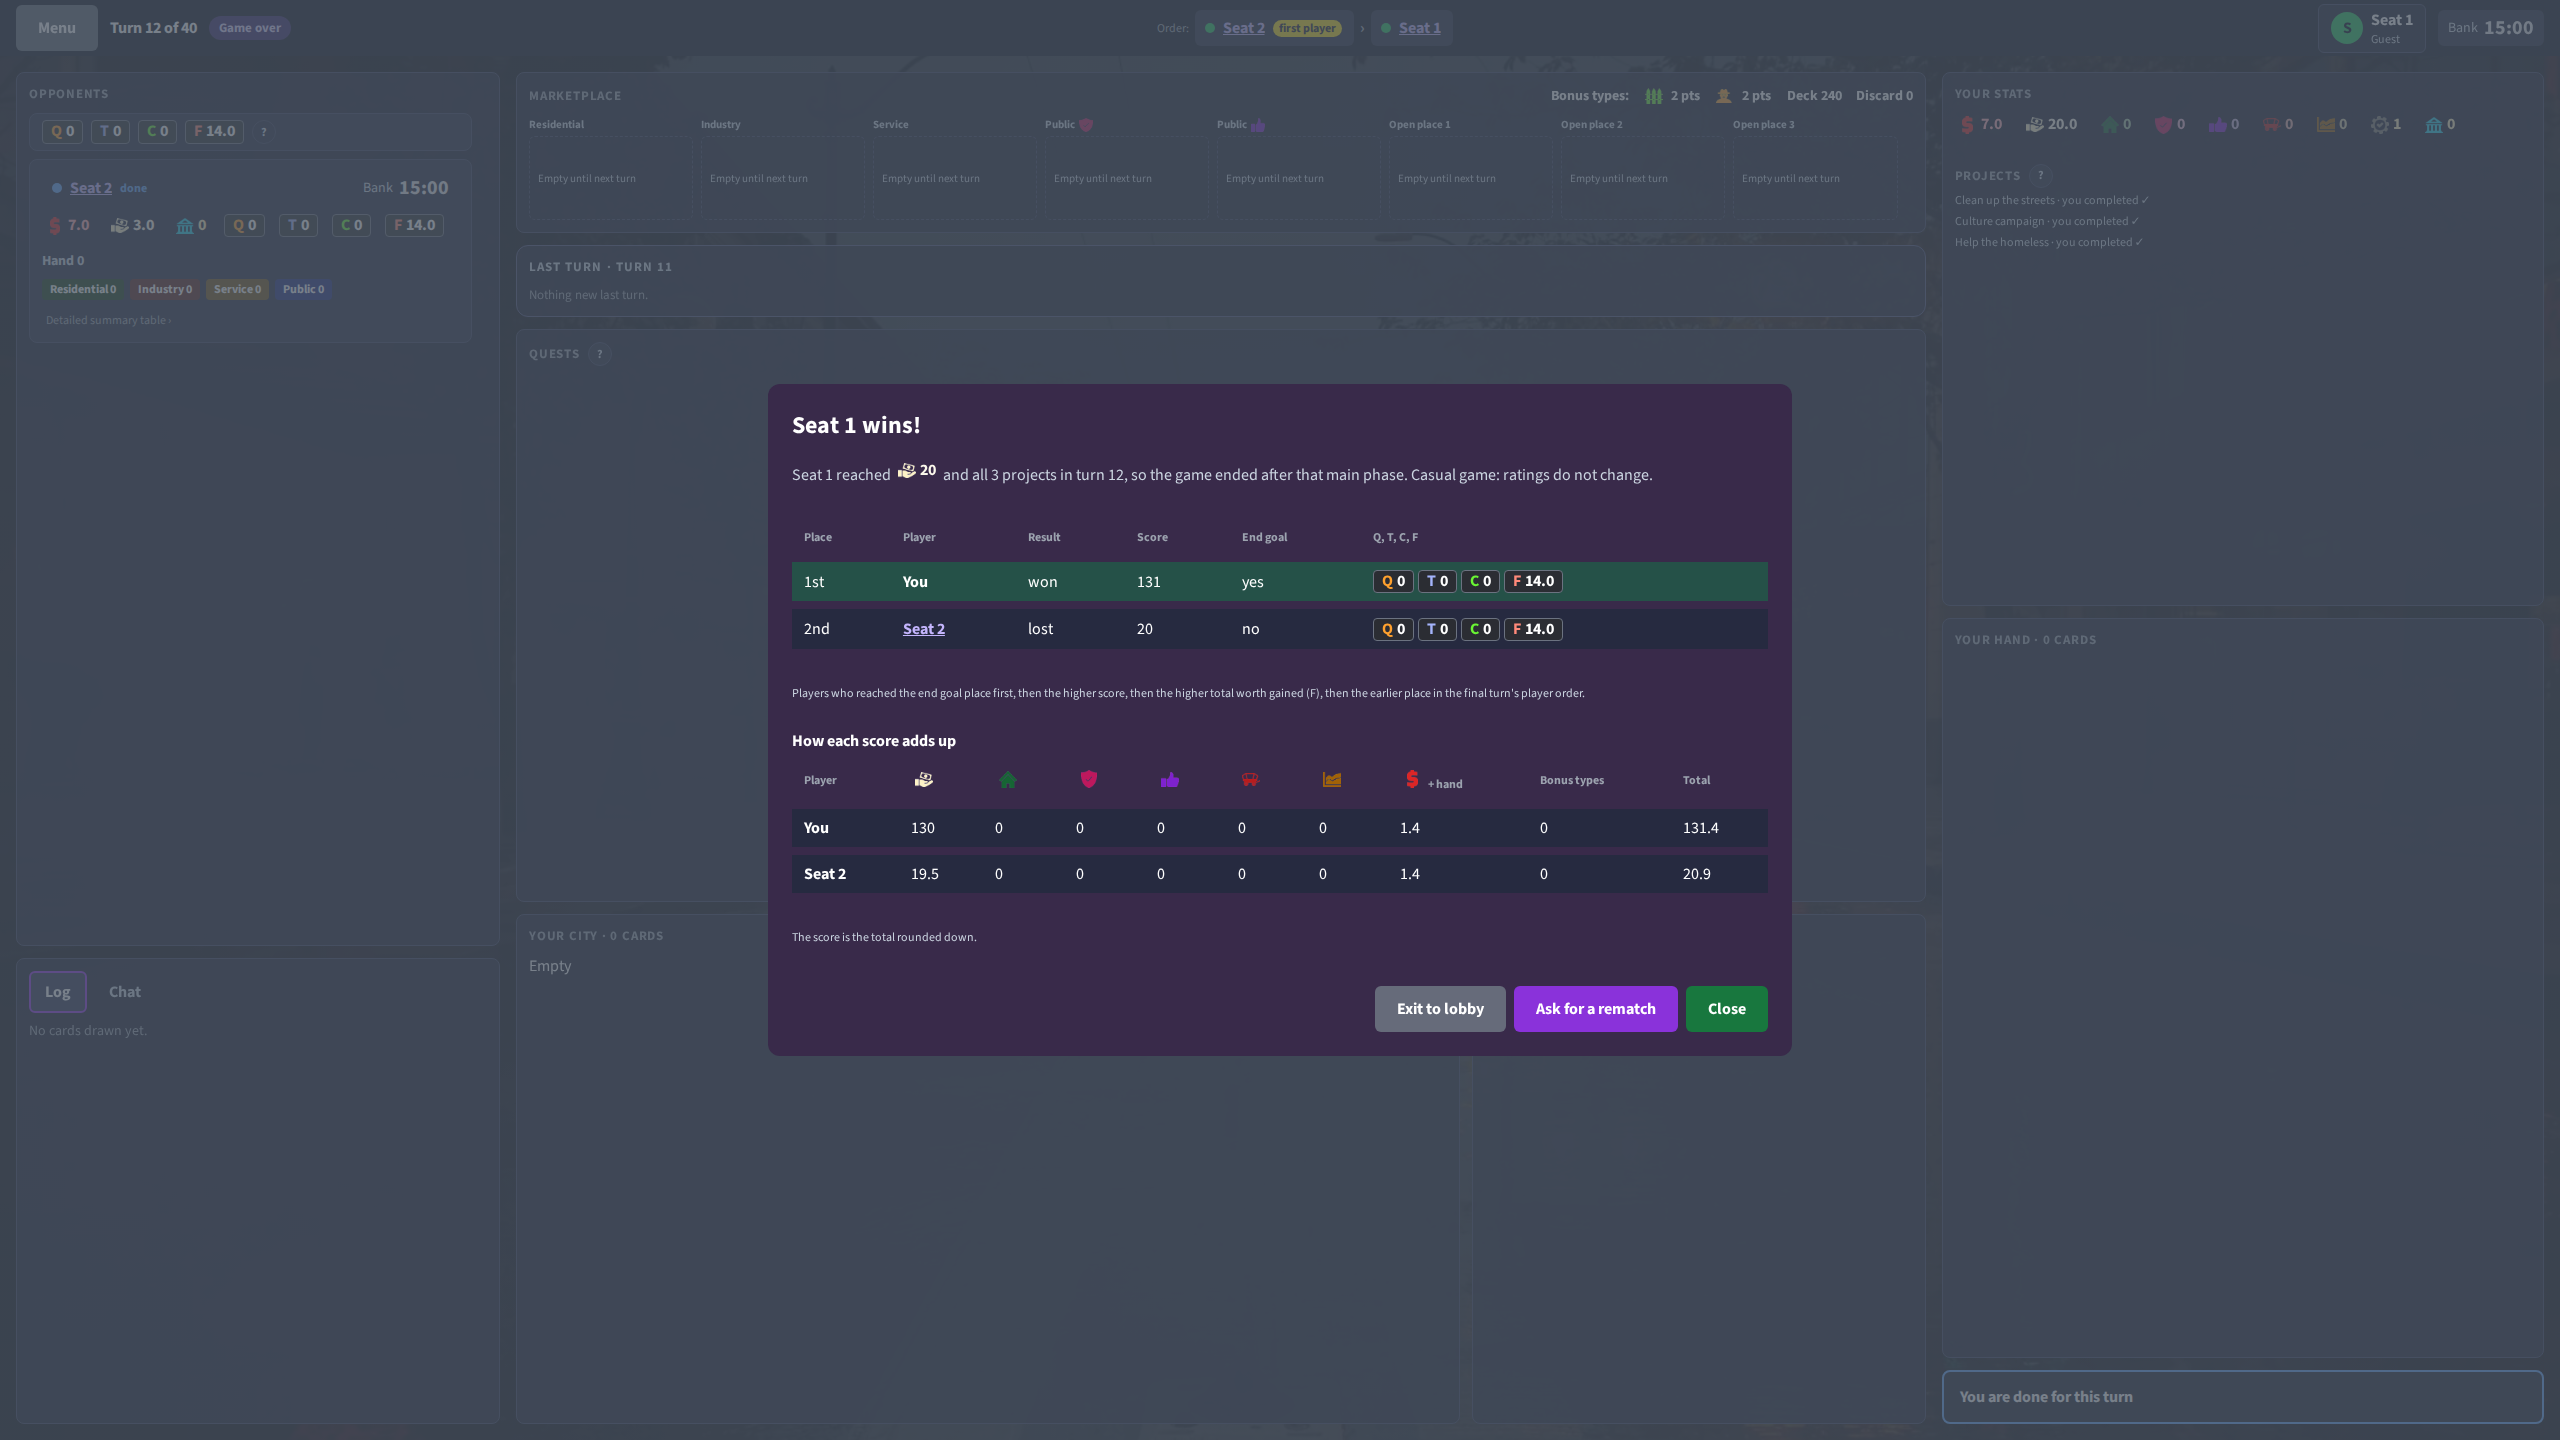 Menu Turn 12 of 40 Game over Order: Seat 2 first player › Seat 1 S Seat 1 Guest Bank 15:00
OPPONENTS
Q 0 T 0 C 0 F 14.0 ?
Seat 2 done Bank 15:00
7.0 3.0 0 Q 0 T 0 C 0 F 14.0
Hand 0
Residential 0 Industry 0 Service 0 Public 0
Detailed summary table ›
MARKETPLACE Bonus types: 2 pts 2 pts Deck 240 Discard 0
Residential Industry Service Public Public Open place 1 Open place 2 Open place 3
Empty until next turn Empty until next turn Empty until next turn Empty until next turn Empty until next turn Empty until next turn Empty until next turn Empty until next turn
LAST TURN · TURN 11
Nothing new last turn.
QUESTS ?
YOUR STATS
7.0 20.0 0 0 0 0 0 1 0
PROJECTS ?
Clean up the streets · you completed ✓
Culture campaign · you completed ✓
Help the homeless · you completed ✓
Seat 1 wins!
Seat 1 reached 20 and all 3 projects in turn 12, so the game ended after that main phase. Casual game: ratings do not change.
Place Player Result Score End goal Q, T, C, F
1st You won 131 yes Q 0 T 0 C 0 F 14.0
2nd Seat 2 lost 20 no Q 0 T 0 C 0 F 14.0
Players who reached the end goal place first, then the higher score, then the higher total worth gained (F), then the earlier place in the final turn's player order.
How each score adds up
Player + hand Bonus types Total
You 130 0 0 0 0 0 1.4 0 131.4
Seat 2 19.5 0 0 0 0 0 1.4 0 20.9
The score is the total rounded down.
Exit to lobby Ask for a rematch Close
YOUR CITY · 0 CARDS
Empty
Log Chat
No cards drawn yet.
YOUR HAND · 0 CARDS
You are done for this turn